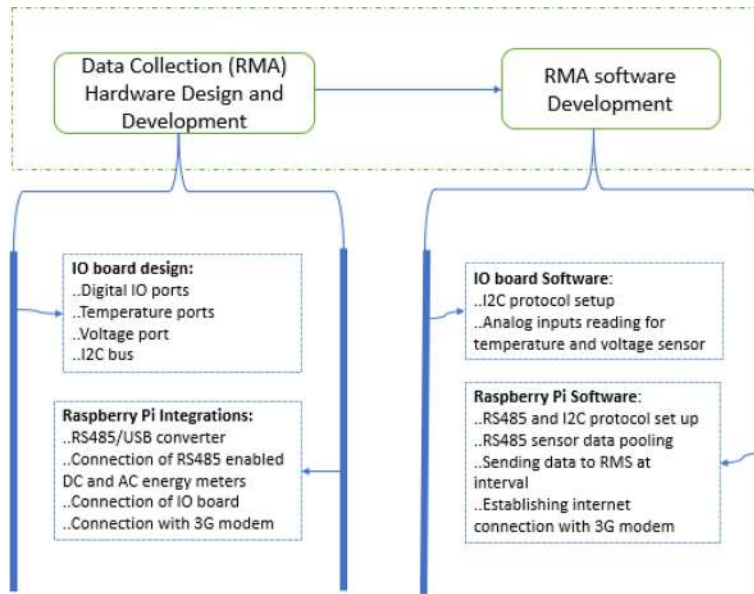 Data Collection (RMA)
Hardware Design and
Development
RMA software
Development
IO board design:
..Digital IO ports
..Temperature ports
..Voltage port
..I2C bus
Raspberry Pi Integrations:
..RS485/USB converter
..Connection of RS485 enabled
DC and AC energy meters
..Connection of IO board
..Connection with 3G modem
IO board Software:
..I2C protocol setup
..Analog inputs reading for
temperature and voltage sensor
Raspberry Pi Software:
..RS485 and I2C protocol set up
..RS485 sensor data pooling
..Sending data to RMS at
interval
..Establishing internet
connection with 3G modem